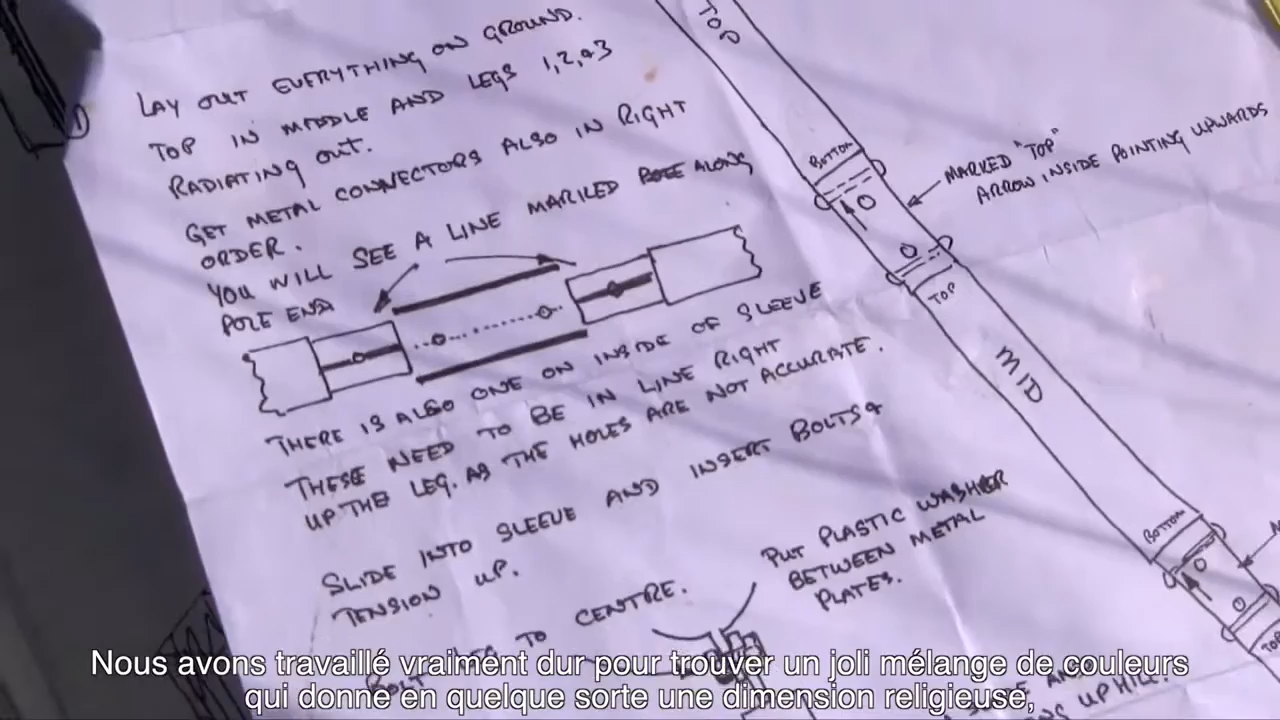 LAY OUT EVERYTHING ON GROUND.
TOP IN MIDDLE AND LEGS 1,2,&3
RADIATING OUT.
GET METAL CONNECTORS ALSO IN RIGHT
ORDER.
YOU WILL SEE A LINE MARKED POLE ALONG
POLE END
THERE IS ALSO ONE ON INSIDE OF SLEEVE
THESE NEED TO BE IN LINE RIGHT
UP THE LEG. AS THE HOLES ARE NOT ACCURATE.
SLIDE INTO SLEEVE AND INSERT BOLTS &
TENSION UP.
TO CENTRE.
PUT PLASTIC WASHER
BETWEEN METAL
PLATES.
TOP
BOTTOM
MARKED "TOP"
ARROW INSIDE POINTING UPWARDS
TOP
MID
BOTTOM
TOP
UPHILL.
Nous avons travaillé vraiment dur pour trouver un joli mélange de couleurs
qui donne en quelque sorte une dimension religieuse,